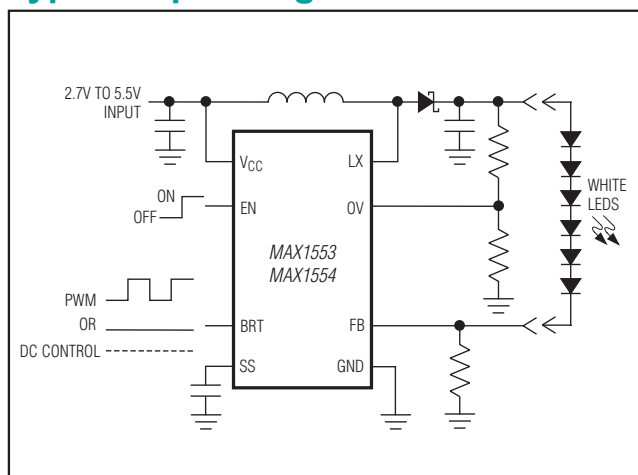 2.7V TO 5.5V
INPUT
VCC
LX
ON
OFF
EN
OV
WHITE
LEDS
MAX1553
MAX1554
PWM
OR
DC CONTROL
BRT
FB
SS
GND